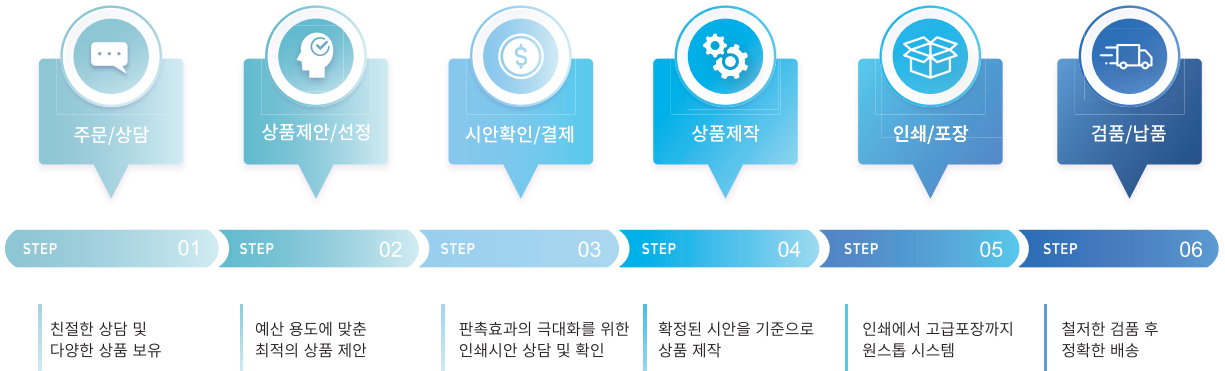 주문/상담
상품제안/선정
시안확인/결제
상품제작
인쇄/포장
검품/납품
STEP 01
STEP 02
STEP 03
STEP 04
STEP 05
STEP 06
친절한 상담 및
다양한 상품 보유
예산 용도에 맞춘
최적의 상품 제안
판촉효과의 극대화를 위한
인쇄시안 상담 및 확인
확정된 시안을 기준으로
상품 제작
인쇄에서 고급포장까지
원스톱 시스템
철저한 검품 후
정확한 배송